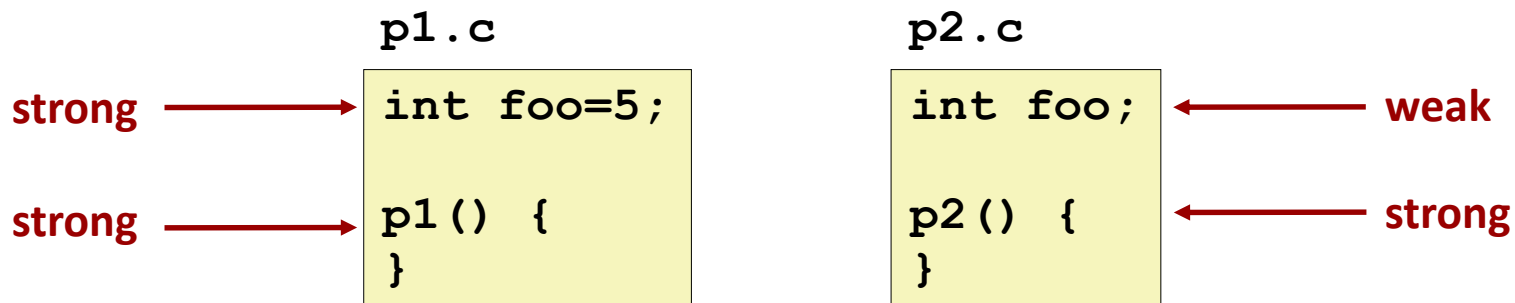 p1.c p2.c
strong int foo=5; int foo; weak
strong p1() { p2() { strong
} }